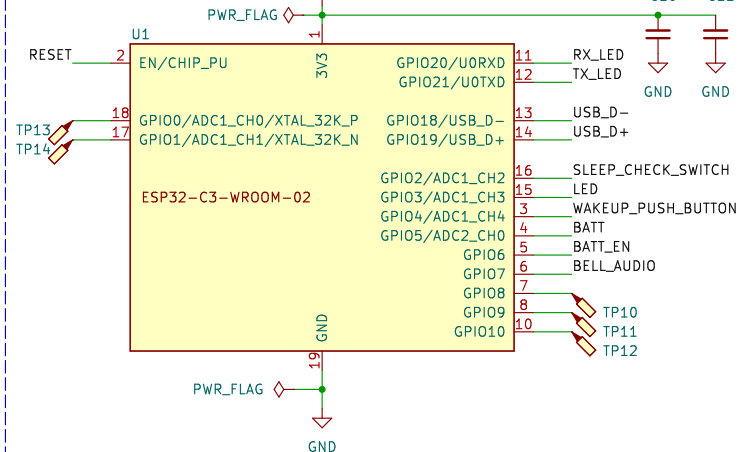 PWR_FLAG
U1
1
3V3
RESET
2
EN/CHIP_PU
GPIO20/U0RXD
11
RX_LED
GPIO21/U0TXD
12
TX_LED
GND
GND
18
GPIO0/ADC1_CH0/XTAL_32K_P
GPIO18/USB_D-
13
USB_D-
TP13
17
GPIO1/ADC1_CH1/XTAL_32K_N
GPIO19/USB_D+
14
USB_D+
TP14
GPIO2/ADC1_CH2
16
SLEEP_CHECK_SWITCH
ESP32-C3-WROOM-02
GPIO3/ADC1_CH3
15
LED
GPIO4/ADC1_CH4
3
WAKEUP_PUSH_BUTTON
GPIO5/ADC2_CH0
4
BATT
GPIO6
5
BATT_EN
GPIO7
6
BELL_AUDIO
GPIO8
7
TP10
GPIO9
8
TP11
GPIO10
10
TP12
GND
19
PWR_FLAG
GND